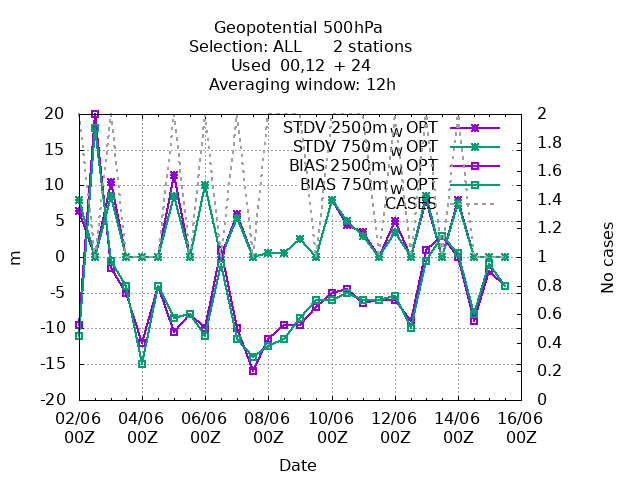 Geopotential 500hPa
Selection: ALL 2 stations
Used 00,12 + 24
Averaging window: 12h
STDV 2500m w OPT
STDV 750m w OPT
BIAS 2500m w OPT
BIAS 750m w OPT
CASES
20
15
10
5
0
-5
-10
-15
-20
m
2
1.8
1.6
1.4
1.2
1
0.8
0.6
0.4
0.2
0
No cases
02/06 04/06 06/06 08/06 10/06 12/06 14/06 16/06
00Z 00Z 00Z 00Z 00Z 00Z 00Z 00Z
Date